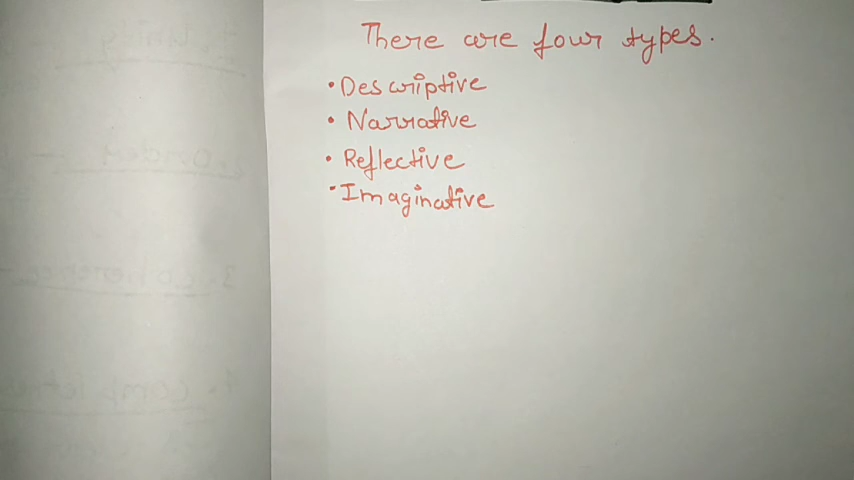 There are four types.
• Descriptive
• Narrative
• Reflective
• Imaginative